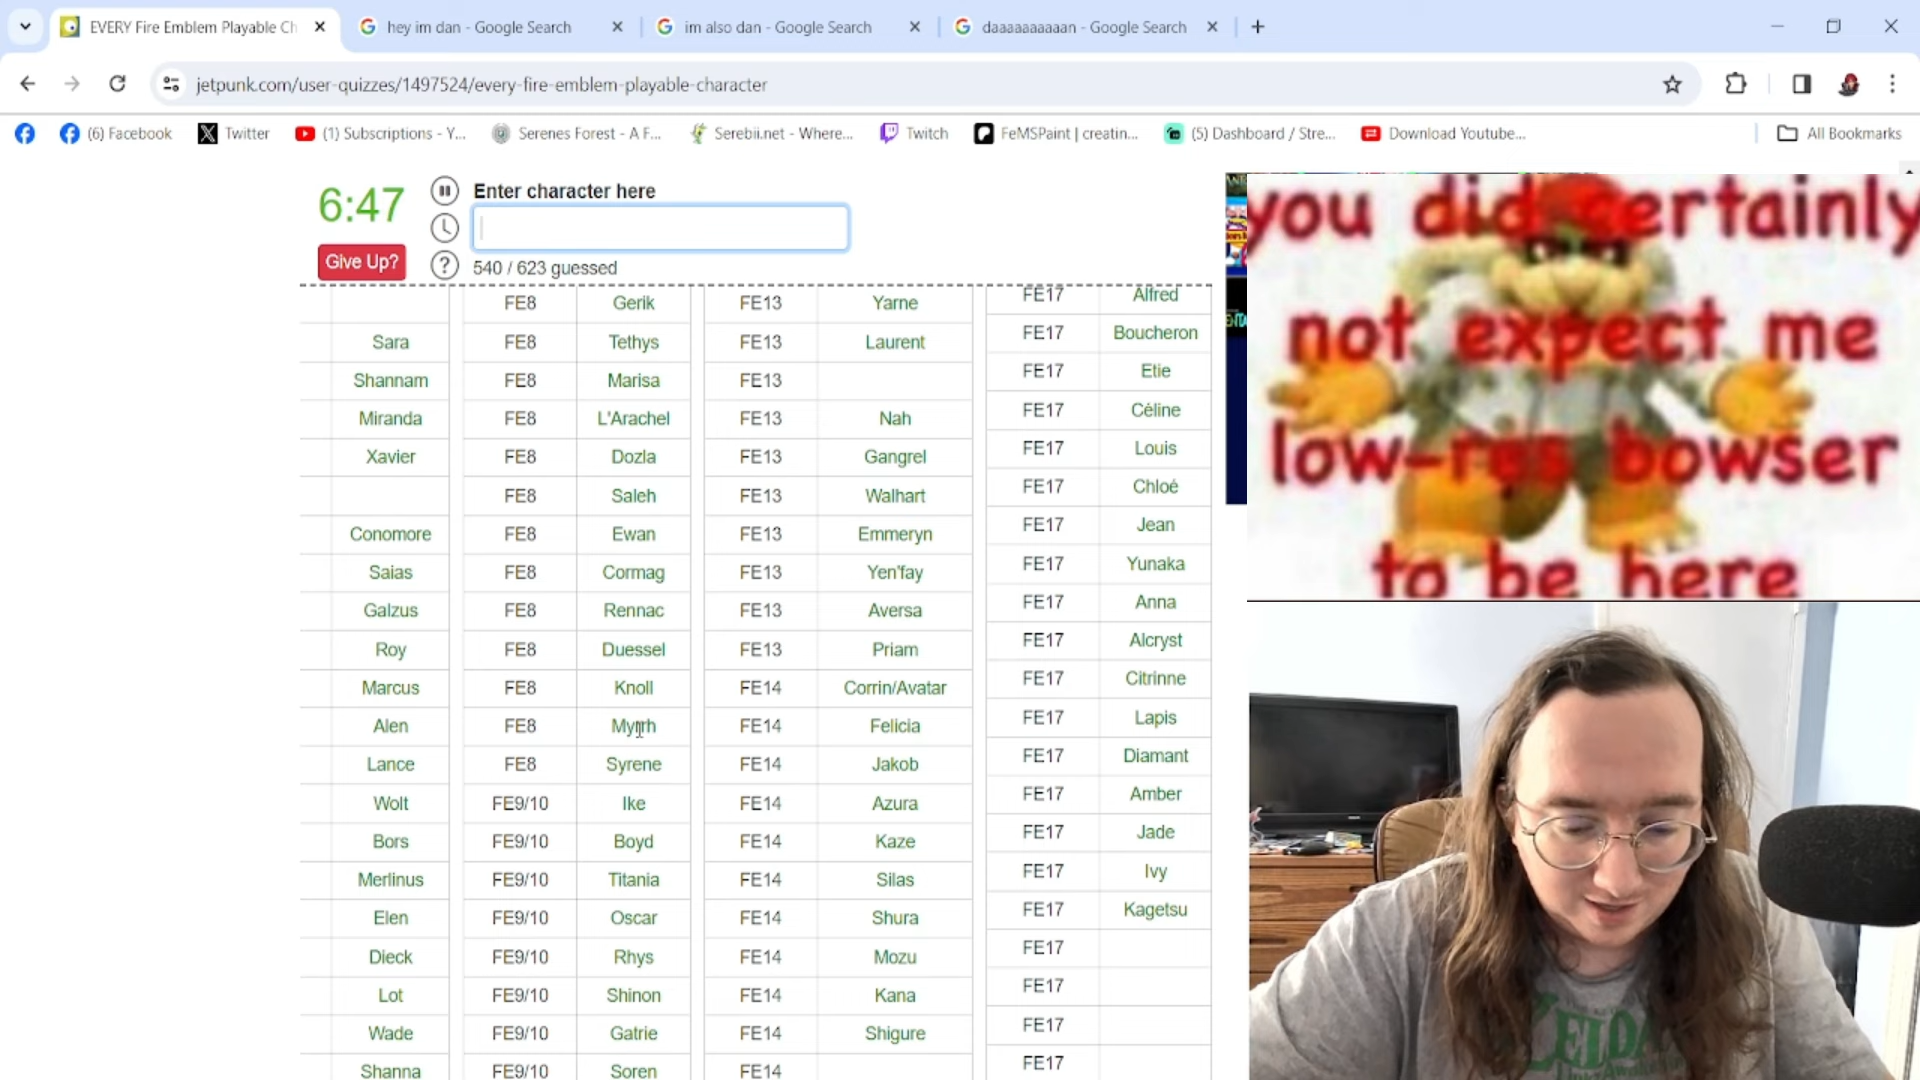 EVERY Fire Emblem Playable Ch
hey im dan - Google Search
im also dan - Google Search
daaaaaaaaaan - Google Search
jetpunk.com/user-quizzes/1497524/every-fire-emblem-playable-character
(6) Facebook
Twitter
(1) Subscriptions - Y...
Serenes Forest - A F...
Serebii.net - Where...
Twitch
FeMSPaint | creatin...
(5) Dashboard / Stre...
Download Youtube...
All Bookmarks
6:47
Give Up?
Enter character here
540 / 623 guessed
FE8 Gerik FE13 Yarne FE17 Alfred
Sara FE8 Tethys FE13 Laurent FE17 Boucheron
Shannam FE8 Marisa FE13 FE17 Etie
Miranda FE8 L'Arachel FE13 Nah FE17 Céline
Xavier FE8 Dozla FE13 Gangrel FE17 Louis
FE8 Saleh FE13 Walhart FE17 Chloé
Conomore FE8 Ewan FE13 Emmeryn FE17 Jean
Saias FE8 Cormag FE13 Yen'fay FE17 Yunaka
Galzus FE8 Rennac FE13 Aversa FE17 Anna
Roy FE8 Duessel FE13 Priam FE17 Alcryst
Marcus FE8 Knoll FE14 Corrin/Avatar FE17 Citrinne
Alen FE8 Myrrh FE14 Felicia FE17 Lapis
Lance FE8 Syrene FE14 Jakob FE17 Diamant
Wolt FE9/10 Ike FE14 Azura FE17 Amber
Bors FE9/10 Boyd FE14 Kaze FE17 Jade
Merlinus FE9/10 Titania FE14 Silas FE17 Ivy
Elen FE9/10 Oscar FE14 Shura FE17 Kagetsu
Dieck FE9/10 Rhys FE14 Mozu FE17
Lot FE9/10 Shinon FE14 Kana FE17
Wade FE9/10 Gatrie FE14 Shigure FE17
Shanna FE9/10 Soren FE14 FE17
you did certainly
not expect me
low-res bowser
to be here
ZELDA